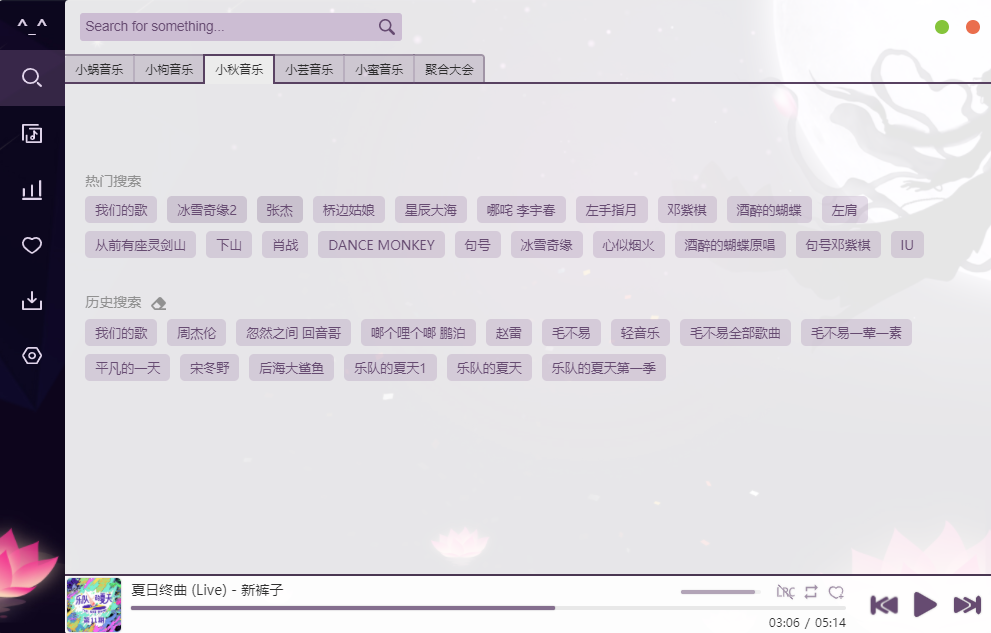 ^_^
Search for something...
小蜗音乐 小枸音乐 小秋音乐 小芸音乐 小蜜音乐 聚合大会
热门搜索
我们的歌 冰雪奇缘2 张杰 桥边姑娘 星辰大海 哪吒 李宇春 左手指月 邓紫棋 酒醉的蝴蝶 左肩
从前有座灵剑山 下山 肖战 DANCE MONKEY 句号 冰雪奇缘 心似烟火 酒醉的蝴蝶原唱 句号邓紫棋 IU
历史搜索
我们的歌 周杰伦 忽然之间 回音哥 啷个哩个啷 鹏泊 赵雷 毛不易 轻音乐 毛不易全部歌曲 毛不易一荤一素
平凡的一天 宋冬野 后海大鲨鱼 乐队的夏天1 乐队的夏天 乐队的夏天第一季
夏日终曲 (Live) - 新裤子
03:06 / 05:14